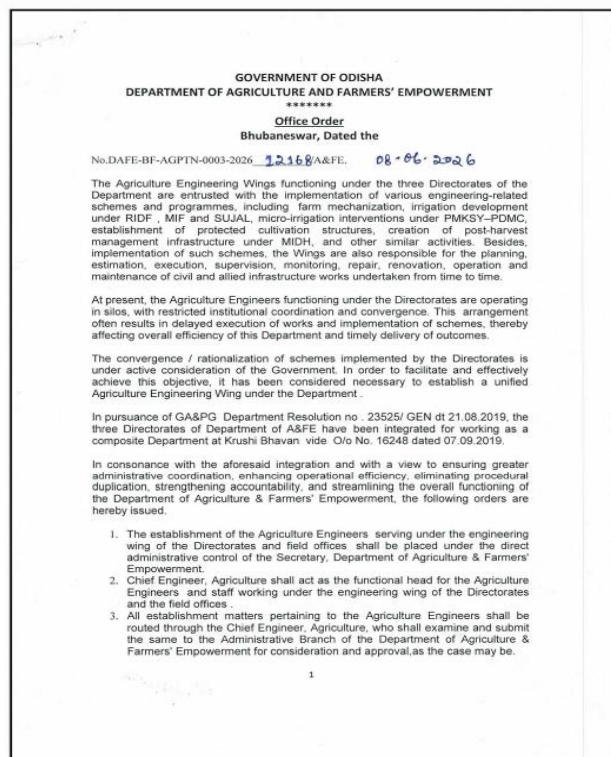 GOVERNMENT OF ODISHA
DEPARTMENT OF AGRICULTURE AND FARMERS' EMPOWERMENT
*******
Office Order
Bhubaneswar, Dated the
No.DAFE-BF-AGPTN-0003-2026 12168/A&FE. 08-06-2026
The Agriculture Engineering Wings functioning under the three Directorates of the
Department are entrusted with the implementation of various engineering-related
schemes and programmes, including farm mechanization, irrigation development
under RIDF , MIF and SUJAL, micro-irrigation interventions under PMKSY–PDMC,
establishment of protected cultivation structures, creation of post-harvest
management infrastructure under MIDH, and other similar activities. Besides,
implementation of such schemes, the Wings are also responsible for the planning,
estimation, execution, supervision, monitoring, repair, renovation, operation and
maintenance of civil and allied infrastructure works undertaken from time to time.
At present, the Agriculture Engineers functioning under the Directorates are operating
in silos, with restricted institutional coordination and convergence. This arrangement
often results in delayed execution of works and implementation of schemes, thereby
affecting overall efficiency of this Department and timely delivery of outcomes.
The convergence / rationalization of schemes implemented by the Directorates is
under active consideration of the Government. In order to facilitate and effectively
achieve this objective, it has been considered necessary to establish a unified
Agriculture Engineering Wing under the Department .
In pursuance of GA&PG Department Resolution no . 23525/ GEN dt 21.08.2019, the
three Directorates of Department of A&FE have been integrated for working as a
composite Department at Krushi Bhavan vide O/o No. 16248 dated 07.09.2019.
In consonance with the aforesaid integration and with a view to ensuring greater
administrative coordination, enhancing operational efficiency, eliminating procedural
duplication, strengthening accountability, and streamlining the overall functioning of
the Department of Agriculture & Farmers' Empowerment, the following orders are
hereby issued.
1. The establishment of the Agriculture Engineers serving under the engineering
wing of the Directorates and field offices shall be placed under the direct
administrative control of the Secretary, Department of Agriculture & Farmers'
Empowerment.
2. Chief Engineer, Agriculture shall act as the functional head for the Agriculture
Engineers and staff working under the engineering wing of the Directorates
and the field offices .
3. All establishment matters pertaining to the Agriculture Engineers shall be
routed through the Chief Engineer, Agriculture, who shall examine and submit
the same to the Administrative Branch of the Department of Agriculture &
Farmers' Empowerment for consideration and approval,as the case may be.
1